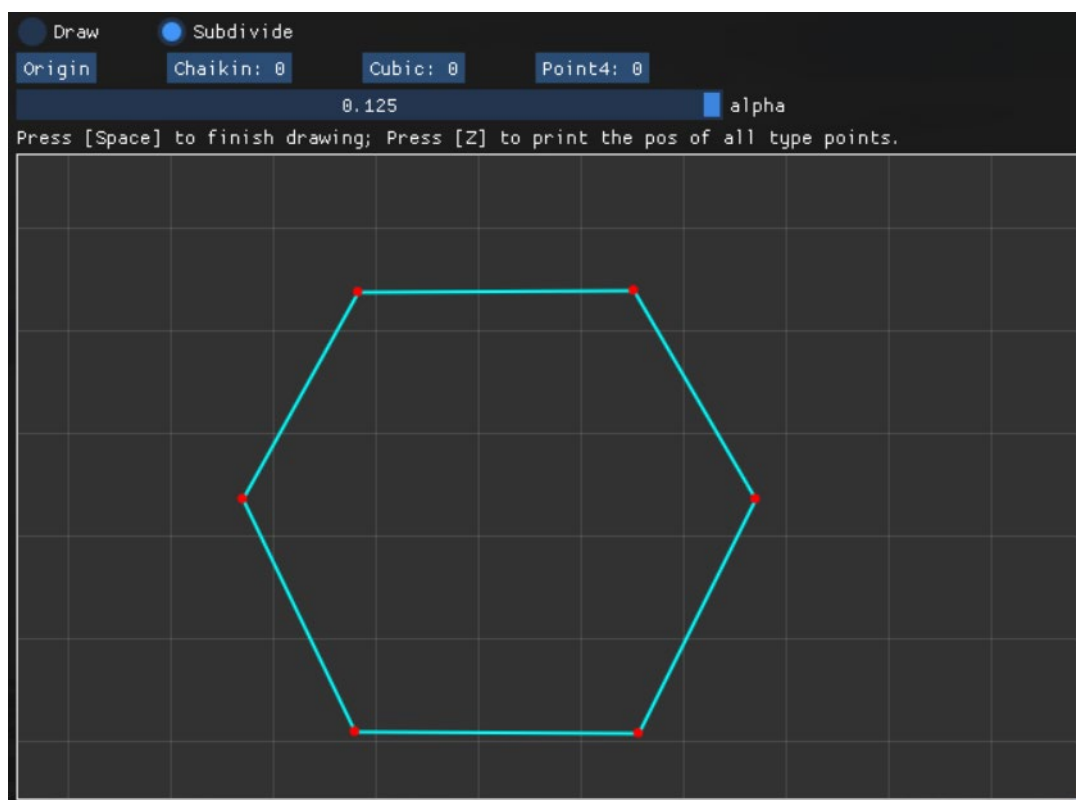 Draw Subdivide
Origin Chaikin: 0 Cubic: 0 Point4: 0
0.125 alpha
Press [Space] to finish drawing; Press [Z] to print the pos of all type points.